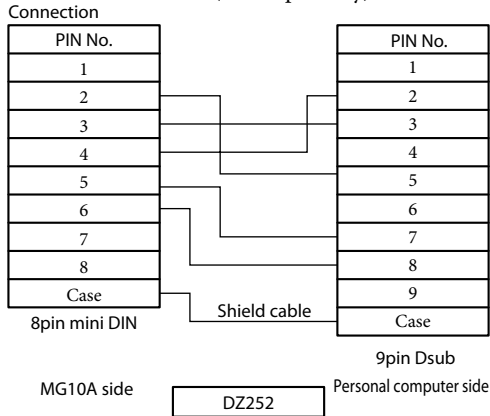 Connection
PIN No.
1
2
3
4
5
6
7
8
Case
8pin mini DIN
MG10A side
Shield cable
DZ252
PIN No.
1
2
3
4
5
6
7
8
9
Case
9pin Dsub
Personal computer side